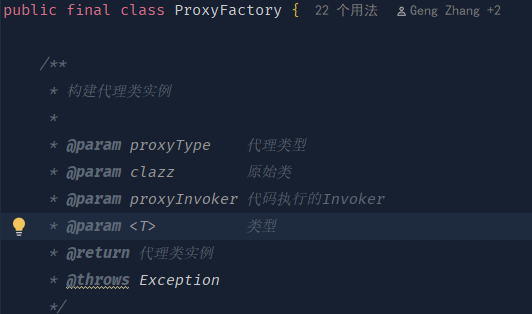 public final class ProxyFactory { 22 个用法 Geng Zhang +2
/**
* 构建代理类实例
*
* @param proxyType 代理类型
* @param clazz 原始类
* @param proxyInvoker 代码执行的Invoker
* @param <T> 类型
* @return 代理类实例
* @throws Exception
*/